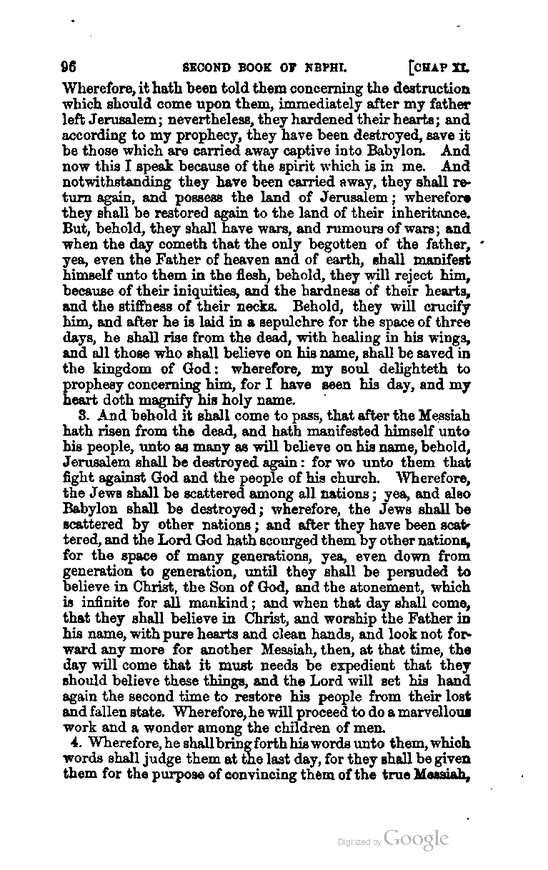 96 SECOND BOOK OF NEPHI. [CHAP XI.
Wherefore, it hath been told them concerning the destruction
which should come upon them, immediately after my father
left Jerusalem; nevertheless, they hardened their hearts; and
according to my prophecy, they have been destroyed, save it
be those which are carried away captive into Babylon. And
now this I speak because of the spirit which is in me. And
notwithstanding they have been carried away, they shall re-
turn again, and possess the land of Jerusalem; wherefore
they shall be restored again to the land of their inheritance.
But, behold, they shall have wars, and rumours of wars; and
when the day cometh that the only begotten of the father,
yea, even the Father of heaven and of earth, shall manifest
himself unto them in the flesh, behold, they will reject him,
because of their iniquities, and the hardness of their hearts,
and the stiffness of their necks. Behold, they will crucify
him, and after he is laid in a sepulchre for the space of three
days, he shall rise from the dead, with healing in his wings,
and all those who shall believe on his name, shall be saved in
the kingdom of God: wherefore, my soul delighteth to
prophesy concerning him, for I have seen his day, and my
heart doth magnify his holy name.
3. And behold it shall come to pass, that after the Messiah
hath risen from the dead, and hath manifested himself unto
his people, unto as many as will believe on his name, behold,
Jerusalem shall be destroyed again: for wo unto them that
fight against God and the people of his church. Wherefore,
the Jews shall be scattered among all nations; yea, and also
Babylon shall be destroyed; wherefore, the Jews shall be
scattered by other nations; and after they have been scat-
tered, and the Lord God hath scourged them by other nations,
for the space of many generations, yea, even down from
generation to generation, until they shall be persuded to
believe in Christ, the Son of God, and the atonement, which
is infinite for all mankind; and when that day shall come,
that they shall believe in Christ, and worship the Father in
his name, with pure hearts and clean hands, and look not for-
ward any more for another Messiah, then, at that time, the
day will come that it must needs be expedient that they
should believe these things, and the Lord will set his hand
again the second time to restore his people from their lost
and fallen state. Wherefore, he will proceed to do a marvellous
work and a wonder among the children of men.
4. Wherefore, he shall bring forth his words unto them, which
words shall judge them at the last day, for they shall be given
them for the purpose of convincing them of the true Messiah,
Digitized by Google